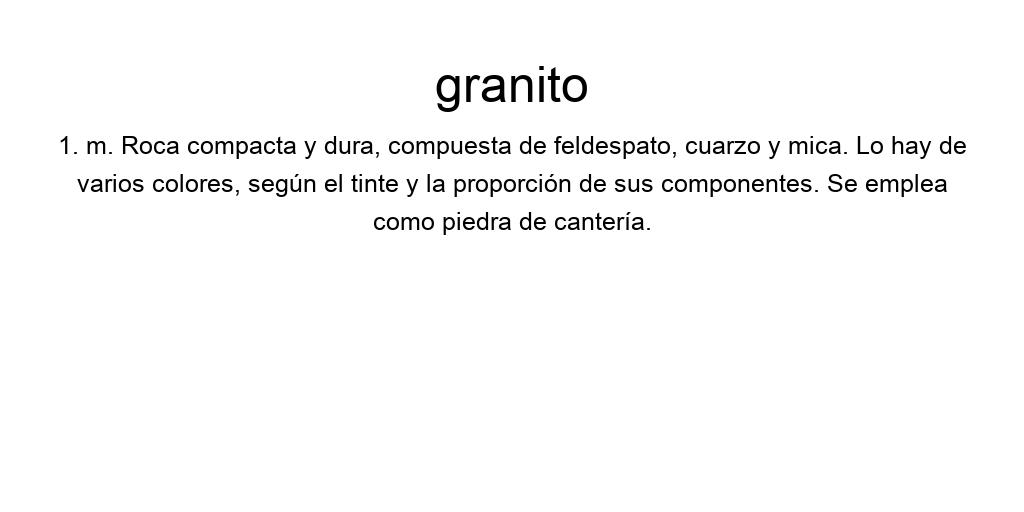 granito
1. m. Roca compacta y dura, compuesta de feldespato, cuarzo y mica. Lo hay de
varios colores, según el tinte y la proporción de sus componentes. Se emplea
como piedra de cantería.